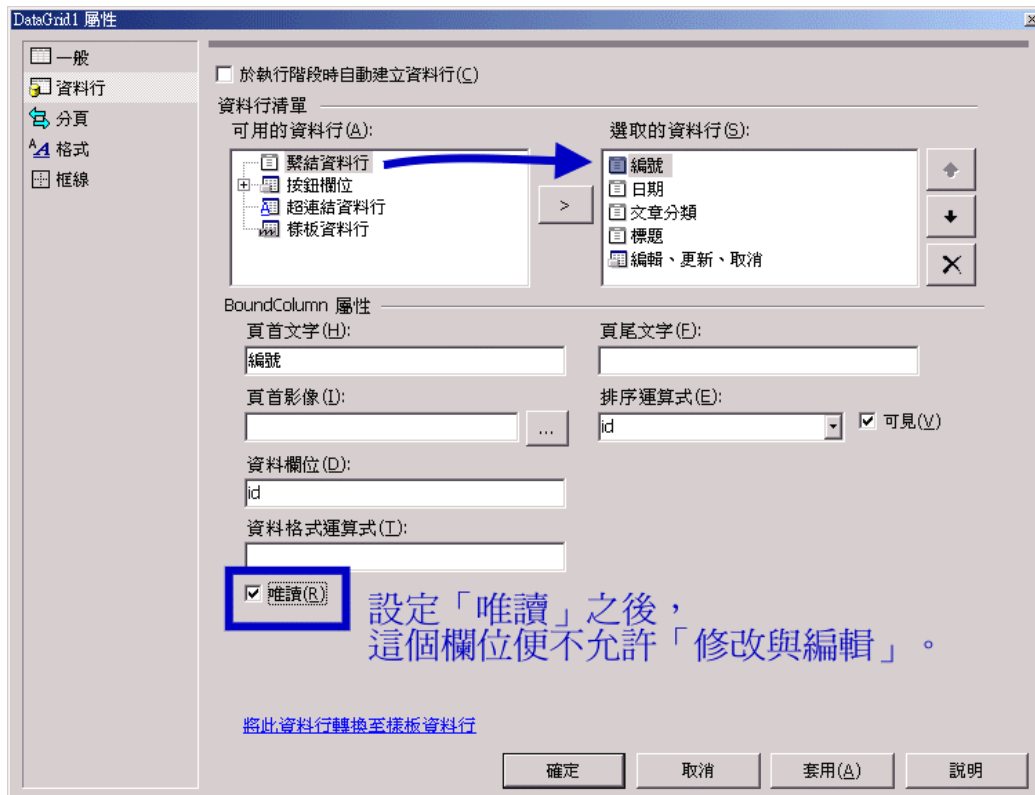 DataGrid1 屬性
一般
資料行
分頁
格式
框線
於執行階段時自動建立資料行(C)
資料行清單
可用的資料行(A):
選取的資料行(S):
繫結資料行
按鈕欄位
超連結資料行
樣板資料行
>
編號
日期
文章分類
標題
編輯、更新、取消
BoundColumn 屬性
頁首文字(H):
頁尾文字(F):
編號
頁首影像(I):
排序運算式(E):
...
id
可見(V)
資料欄位(D):
id
資料格式運算式(T):
唯讀(R)
設定「唯讀」之後，
這個欄位便不允許「修改與編輯」。
將此資料行轉換至樣板資料行
確定
取消
套用(A)
說明